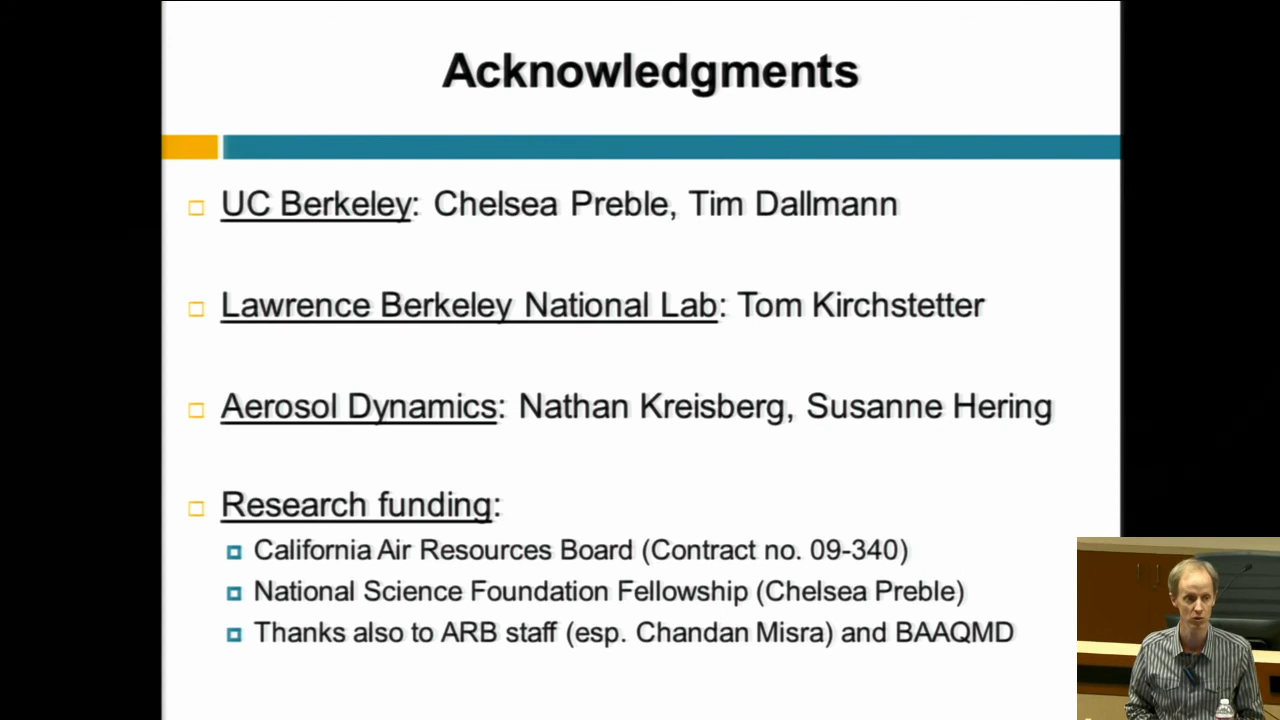 Acknowledgments
UC Berkeley: Chelsea Preble, Tim Dallmann
Lawrence Berkeley National Lab: Tom Kirchstetter
Aerosol Dynamics: Nathan Kreisberg, Susanne Hering
Research funding:
California Air Resources Board (Contract no. 09-340)
National Science Foundation Fellowship (Chelsea Preble)
Thanks also to ARB staff (esp. Chandan Misra) and BAAQMD